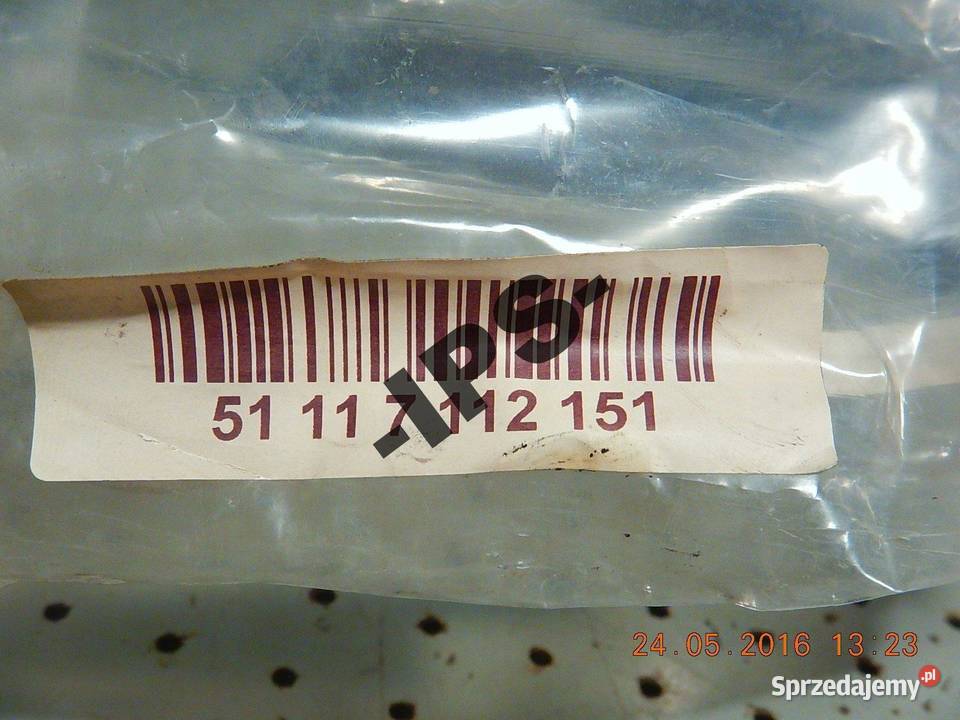 -IPS-
51 11 7 112 151
24.05.2016 13:23
Sprzedajemy.pl